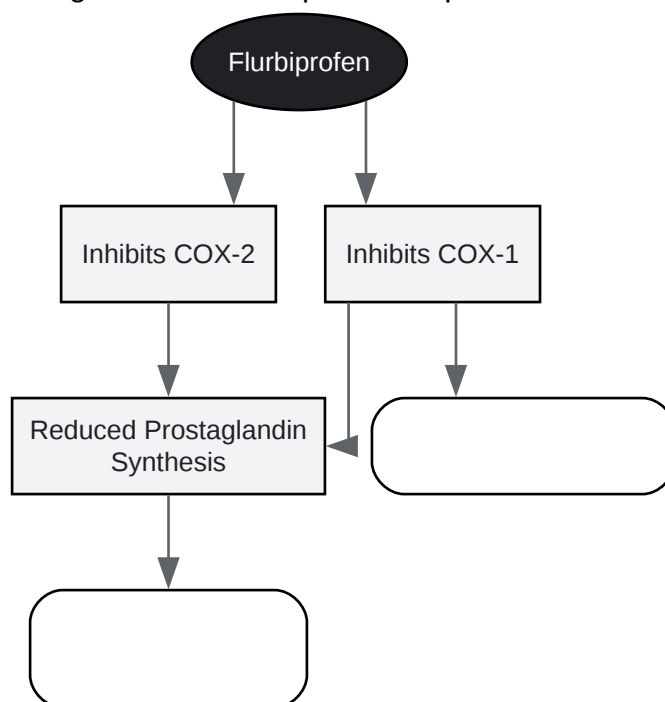 Flurbiprofen
Inhibits COX-2
Inhibits COX-1
Reduced Prostaglandin
Synthesis